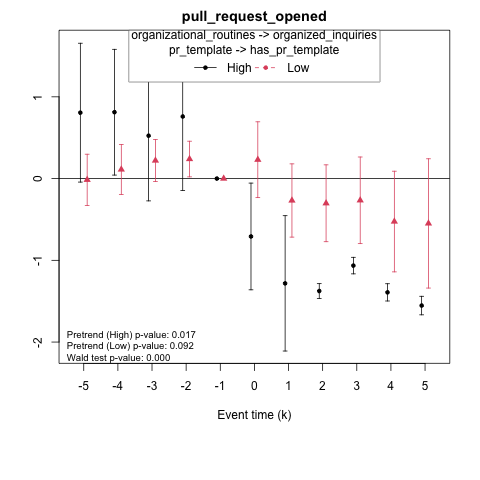 pull_request_opened
organizational_routines -> organized_inquiries
pr_template -> has_pr_template
High Low
1
0
-1
-2
Pretrend (High) p-value: 0.017
Pretrend (Low) p-value: 0.092
Wald test p-value: 0.000
-5 -4 -3 -2 -1 0 1 2 3 4 5
Event time (k)